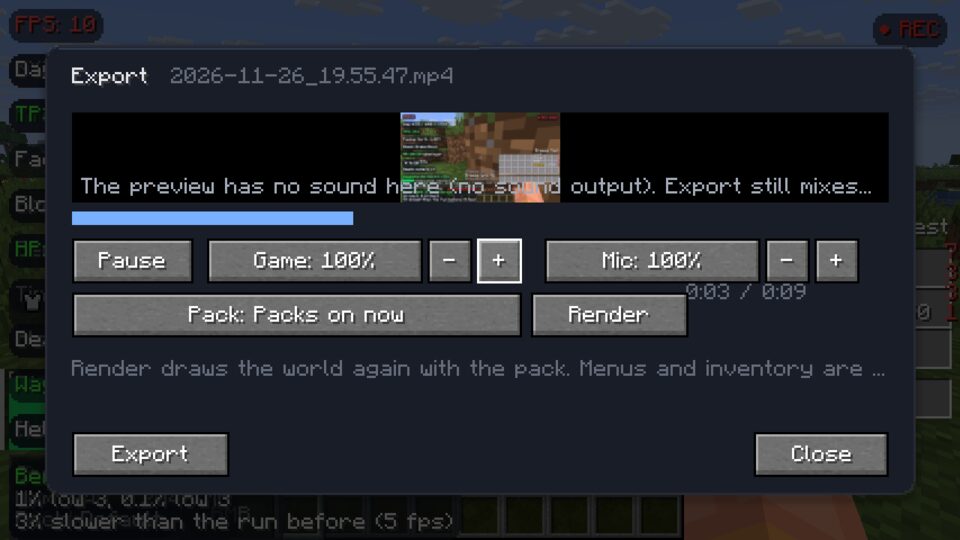 FPS: 10
REC
Export 2026-11-26_19.55.47.mp4
The preview has no sound here (no sound output). Export still mixes...
Pause
Game: 100%
-
+
Mic: 100%
-
+
0:03 / 0:09
Pack: Packs on now
Render
Render draws the world again with the pack. Menus and inventory are ...
Export
Close
1% low 3, 0.1% low 3
3% slower than the run before (5 fps)